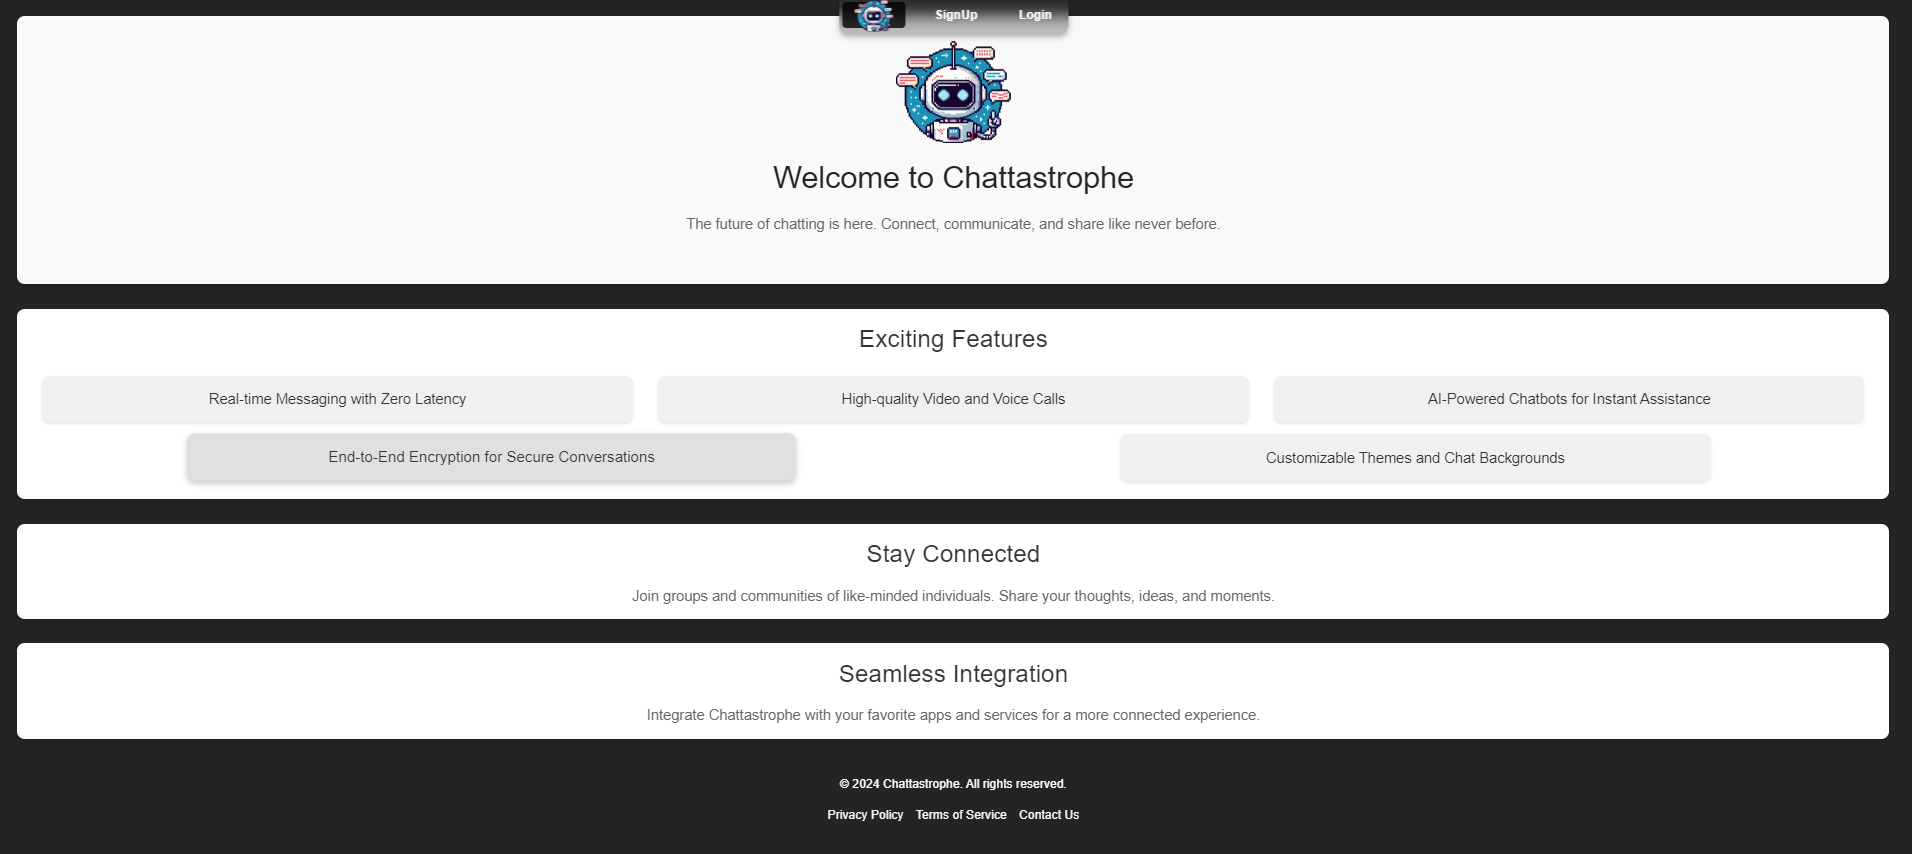 SignUp Login
Welcome to Chattastrophe
The future of chatting is here. Connect, communicate, and share like never before.
Exciting Features
Real-time Messaging with Zero Latency
High-quality Video and Voice Calls
AI-Powered Chatbots for Instant Assistance
End-to-End Encryption for Secure Conversations
Customizable Themes and Chat Backgrounds
Stay Connected
Join groups and communities of like-minded individuals. Share your thoughts, ideas, and moments.
Seamless Integration
Integrate Chattastrophe with your favorite apps and services for a more connected experience.
© 2024 Chattastrophe. All rights reserved.
Privacy Policy Terms of Service Contact Us